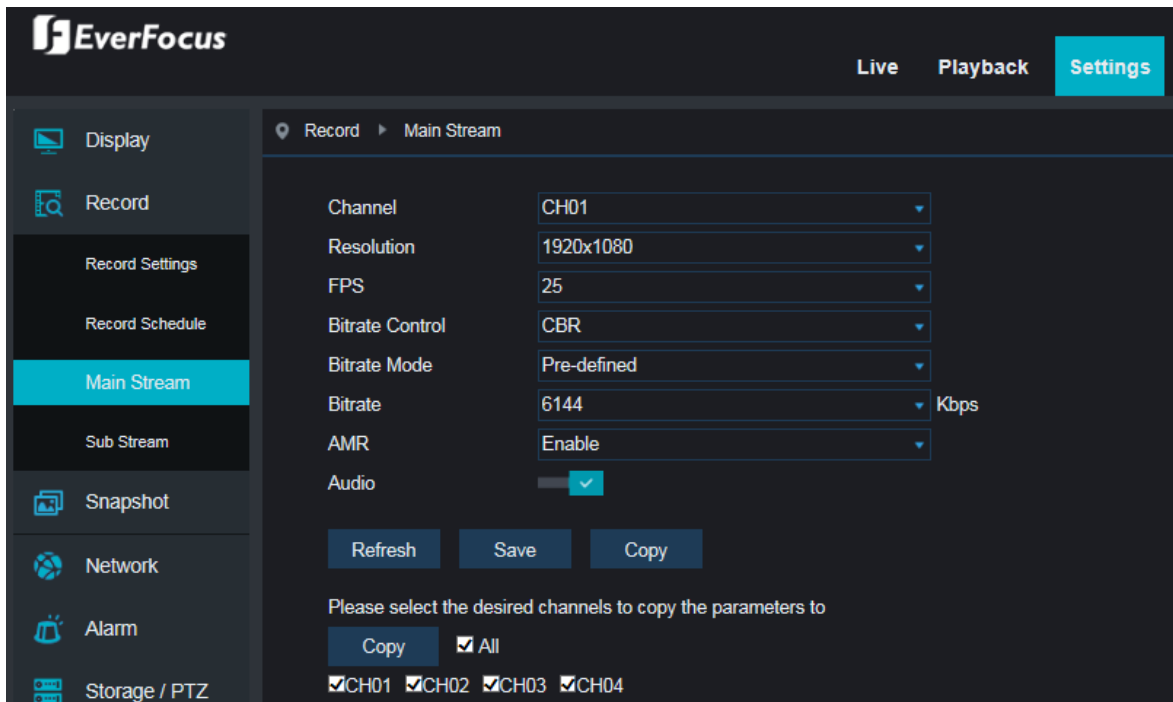 EverFocus
Live Playback Settings
Display
Record
Record Settings
Record Schedule
Main Stream
Sub Stream
Snapshot
Network
Alarm
Storage / PTZ
Record Main Stream
Channel CH01
Resolution 1920x1080
FPS 25
Bitrate Control CBR
Bitrate Mode Pre-defined
Bitrate 6144 Kbps
AMR Enable
Audio
Refresh Save Copy
Please select the desired channels to copy the parameters to
Copy All
CH01 CH02 CH03 CH04